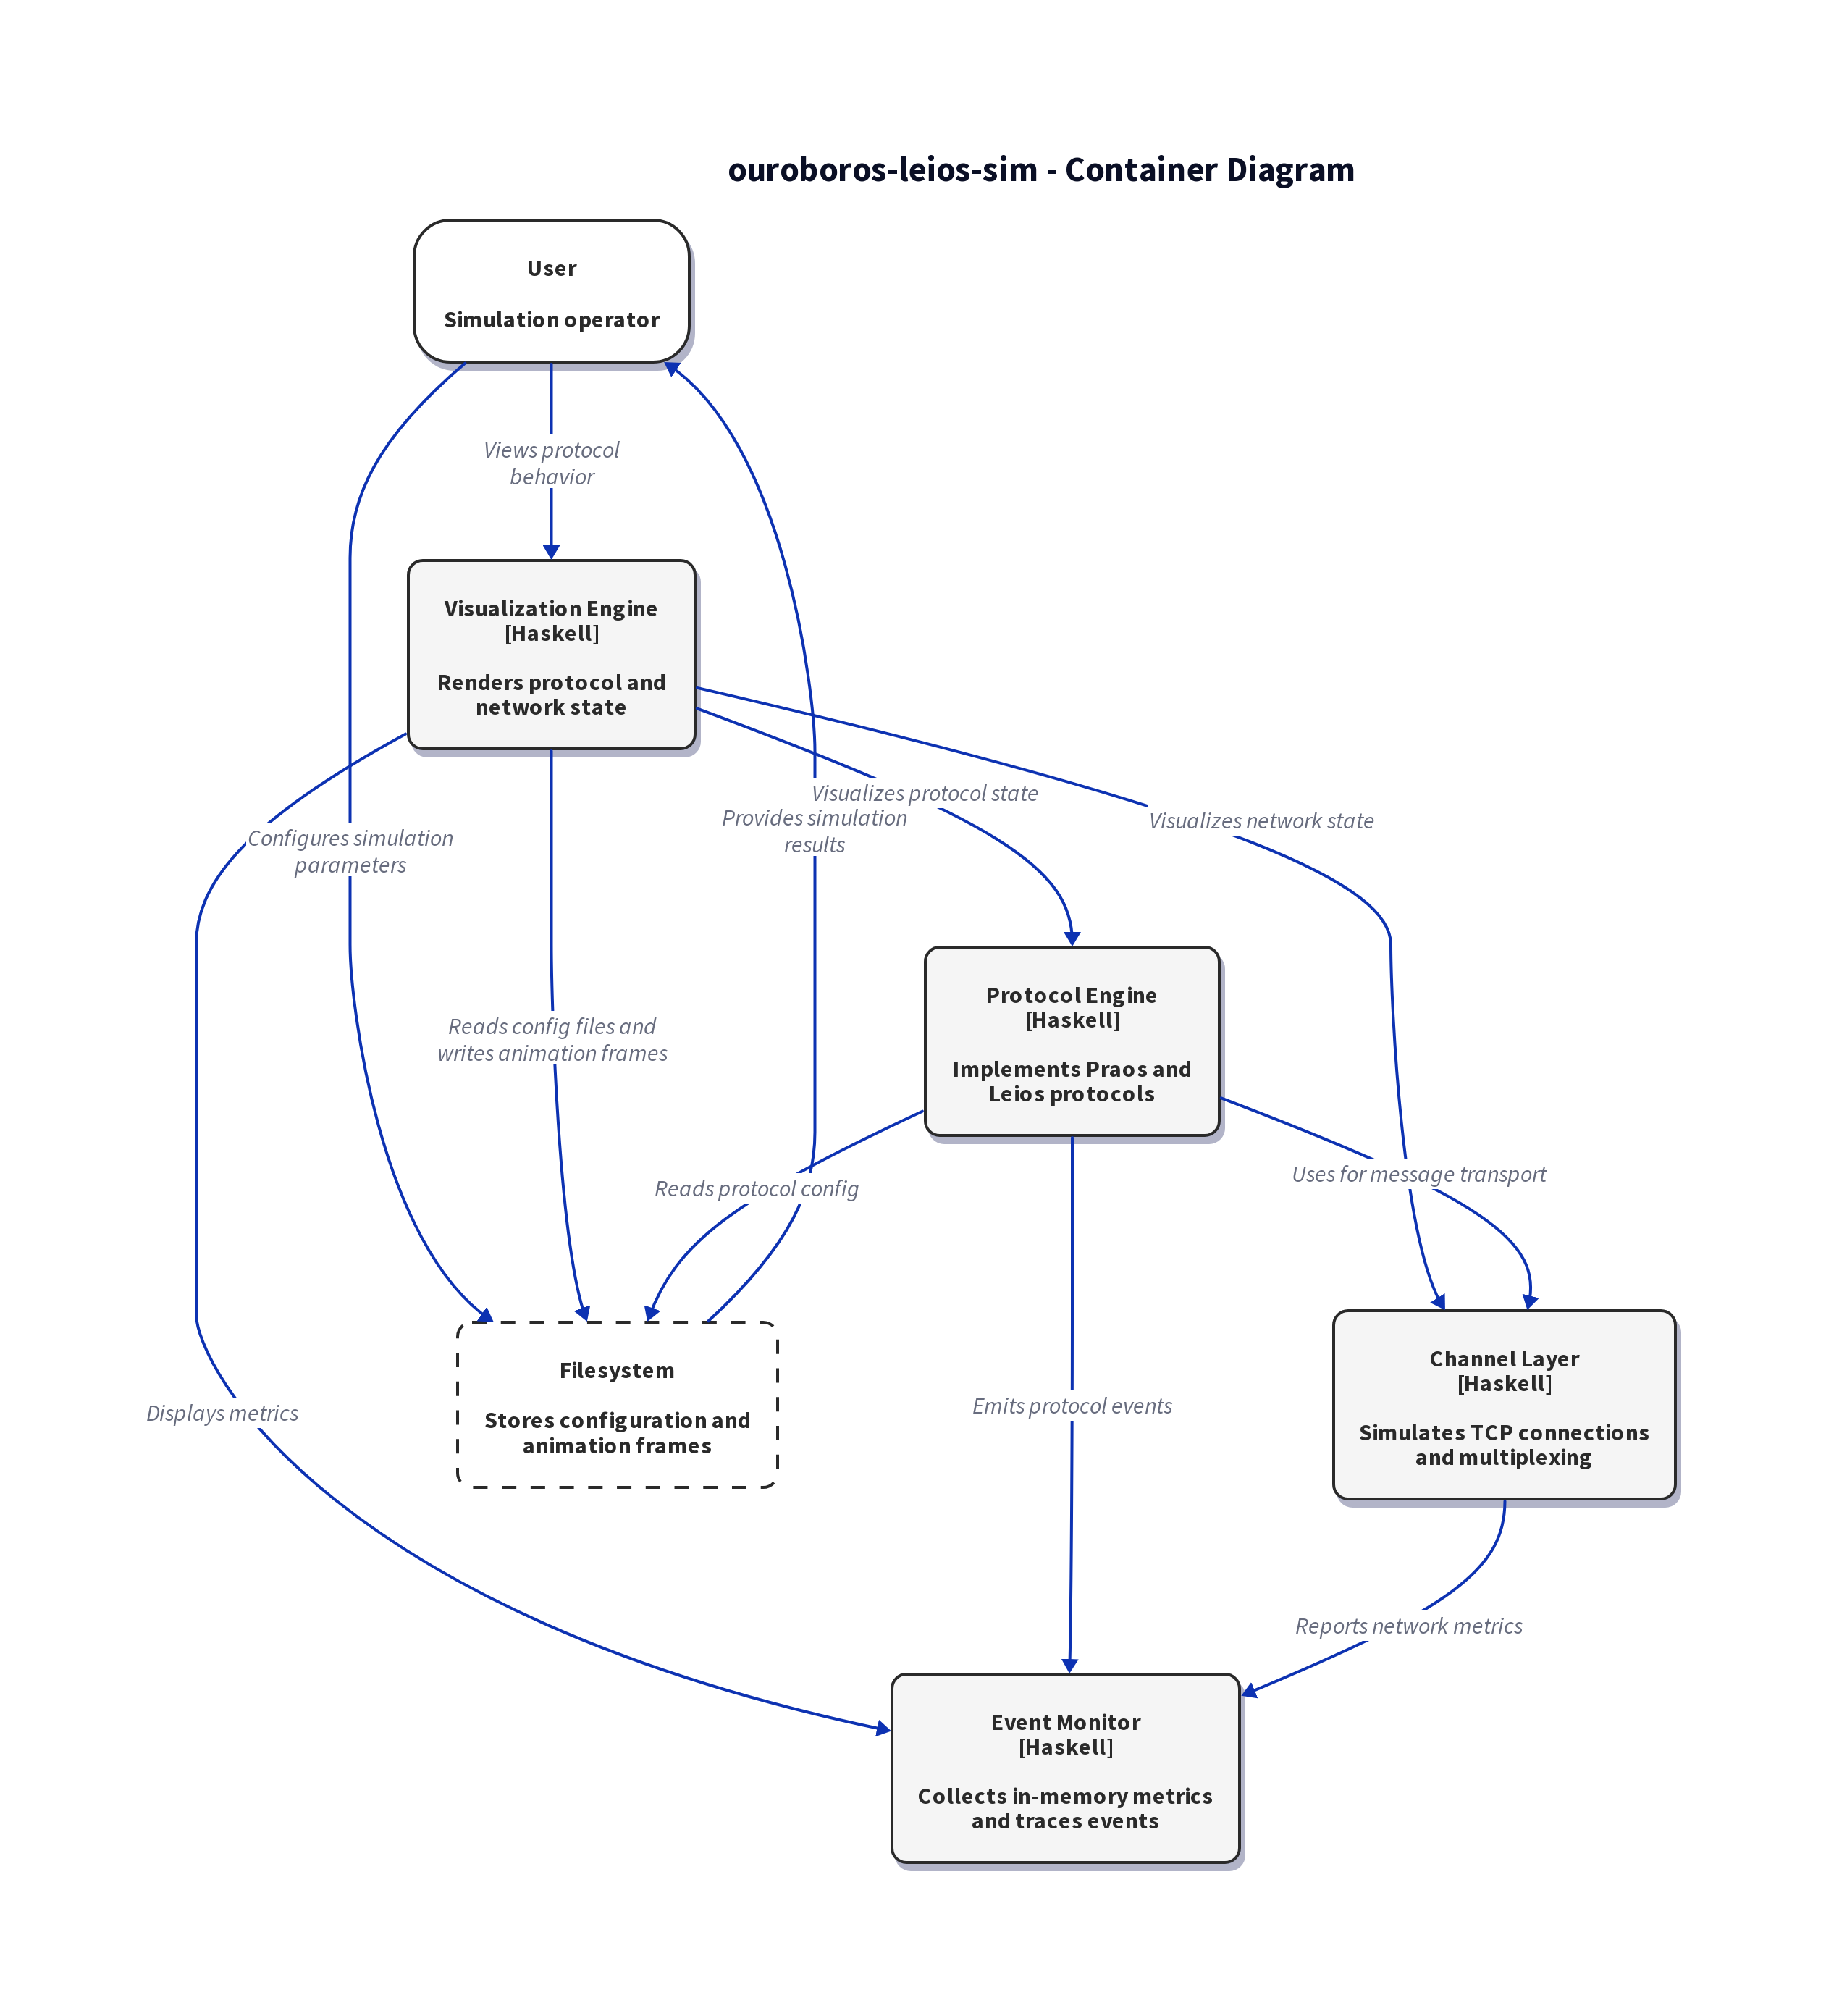 ouroboros-leios-sim - Container Diagram
User
Simulation operator
Views protocol
behavior
Visualization Engine
[Haskell]
Renders protocol and
network state
Visualizes protocol state
Provides simulation
results
Visualizes network state
Configures simulation
parameters
Reads config files and
writes animation frames
Protocol Engine
[Haskell]
Implements Praos and
Leios protocols
Reads protocol config
Uses for message transport
Filesystem
Stores configuration and
animation frames
Displays metrics
Emits protocol events
Channel Layer
[Haskell]
Simulates TCP connections
and multiplexing
Reports network metrics
Event Monitor
[Haskell]
Collects in-memory metrics
and traces events